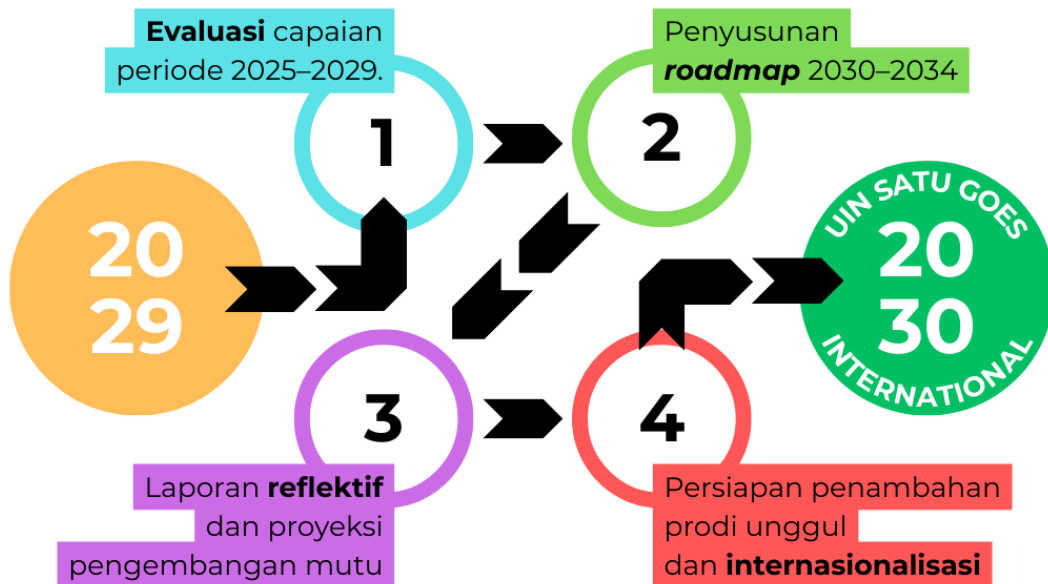 20
29
Evaluasi capaian
periode 2025–2029.
1
Penyusunan
roadmap 2030–2034
2
3
Laporan reflektif
dan proyeksi
pengembangan mutu
4
Persiapan penambahan
prodi unggul
dan internasionalisasi
UIN SATU GOES
20
30
INTERNATIONAL